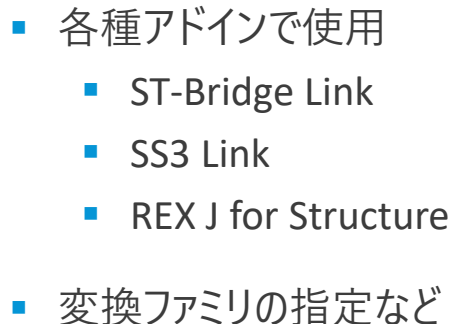 各種アドインで使用
ST-Bridge Link
SS3 Link
REX J for Structure
変換ファミリの指定など